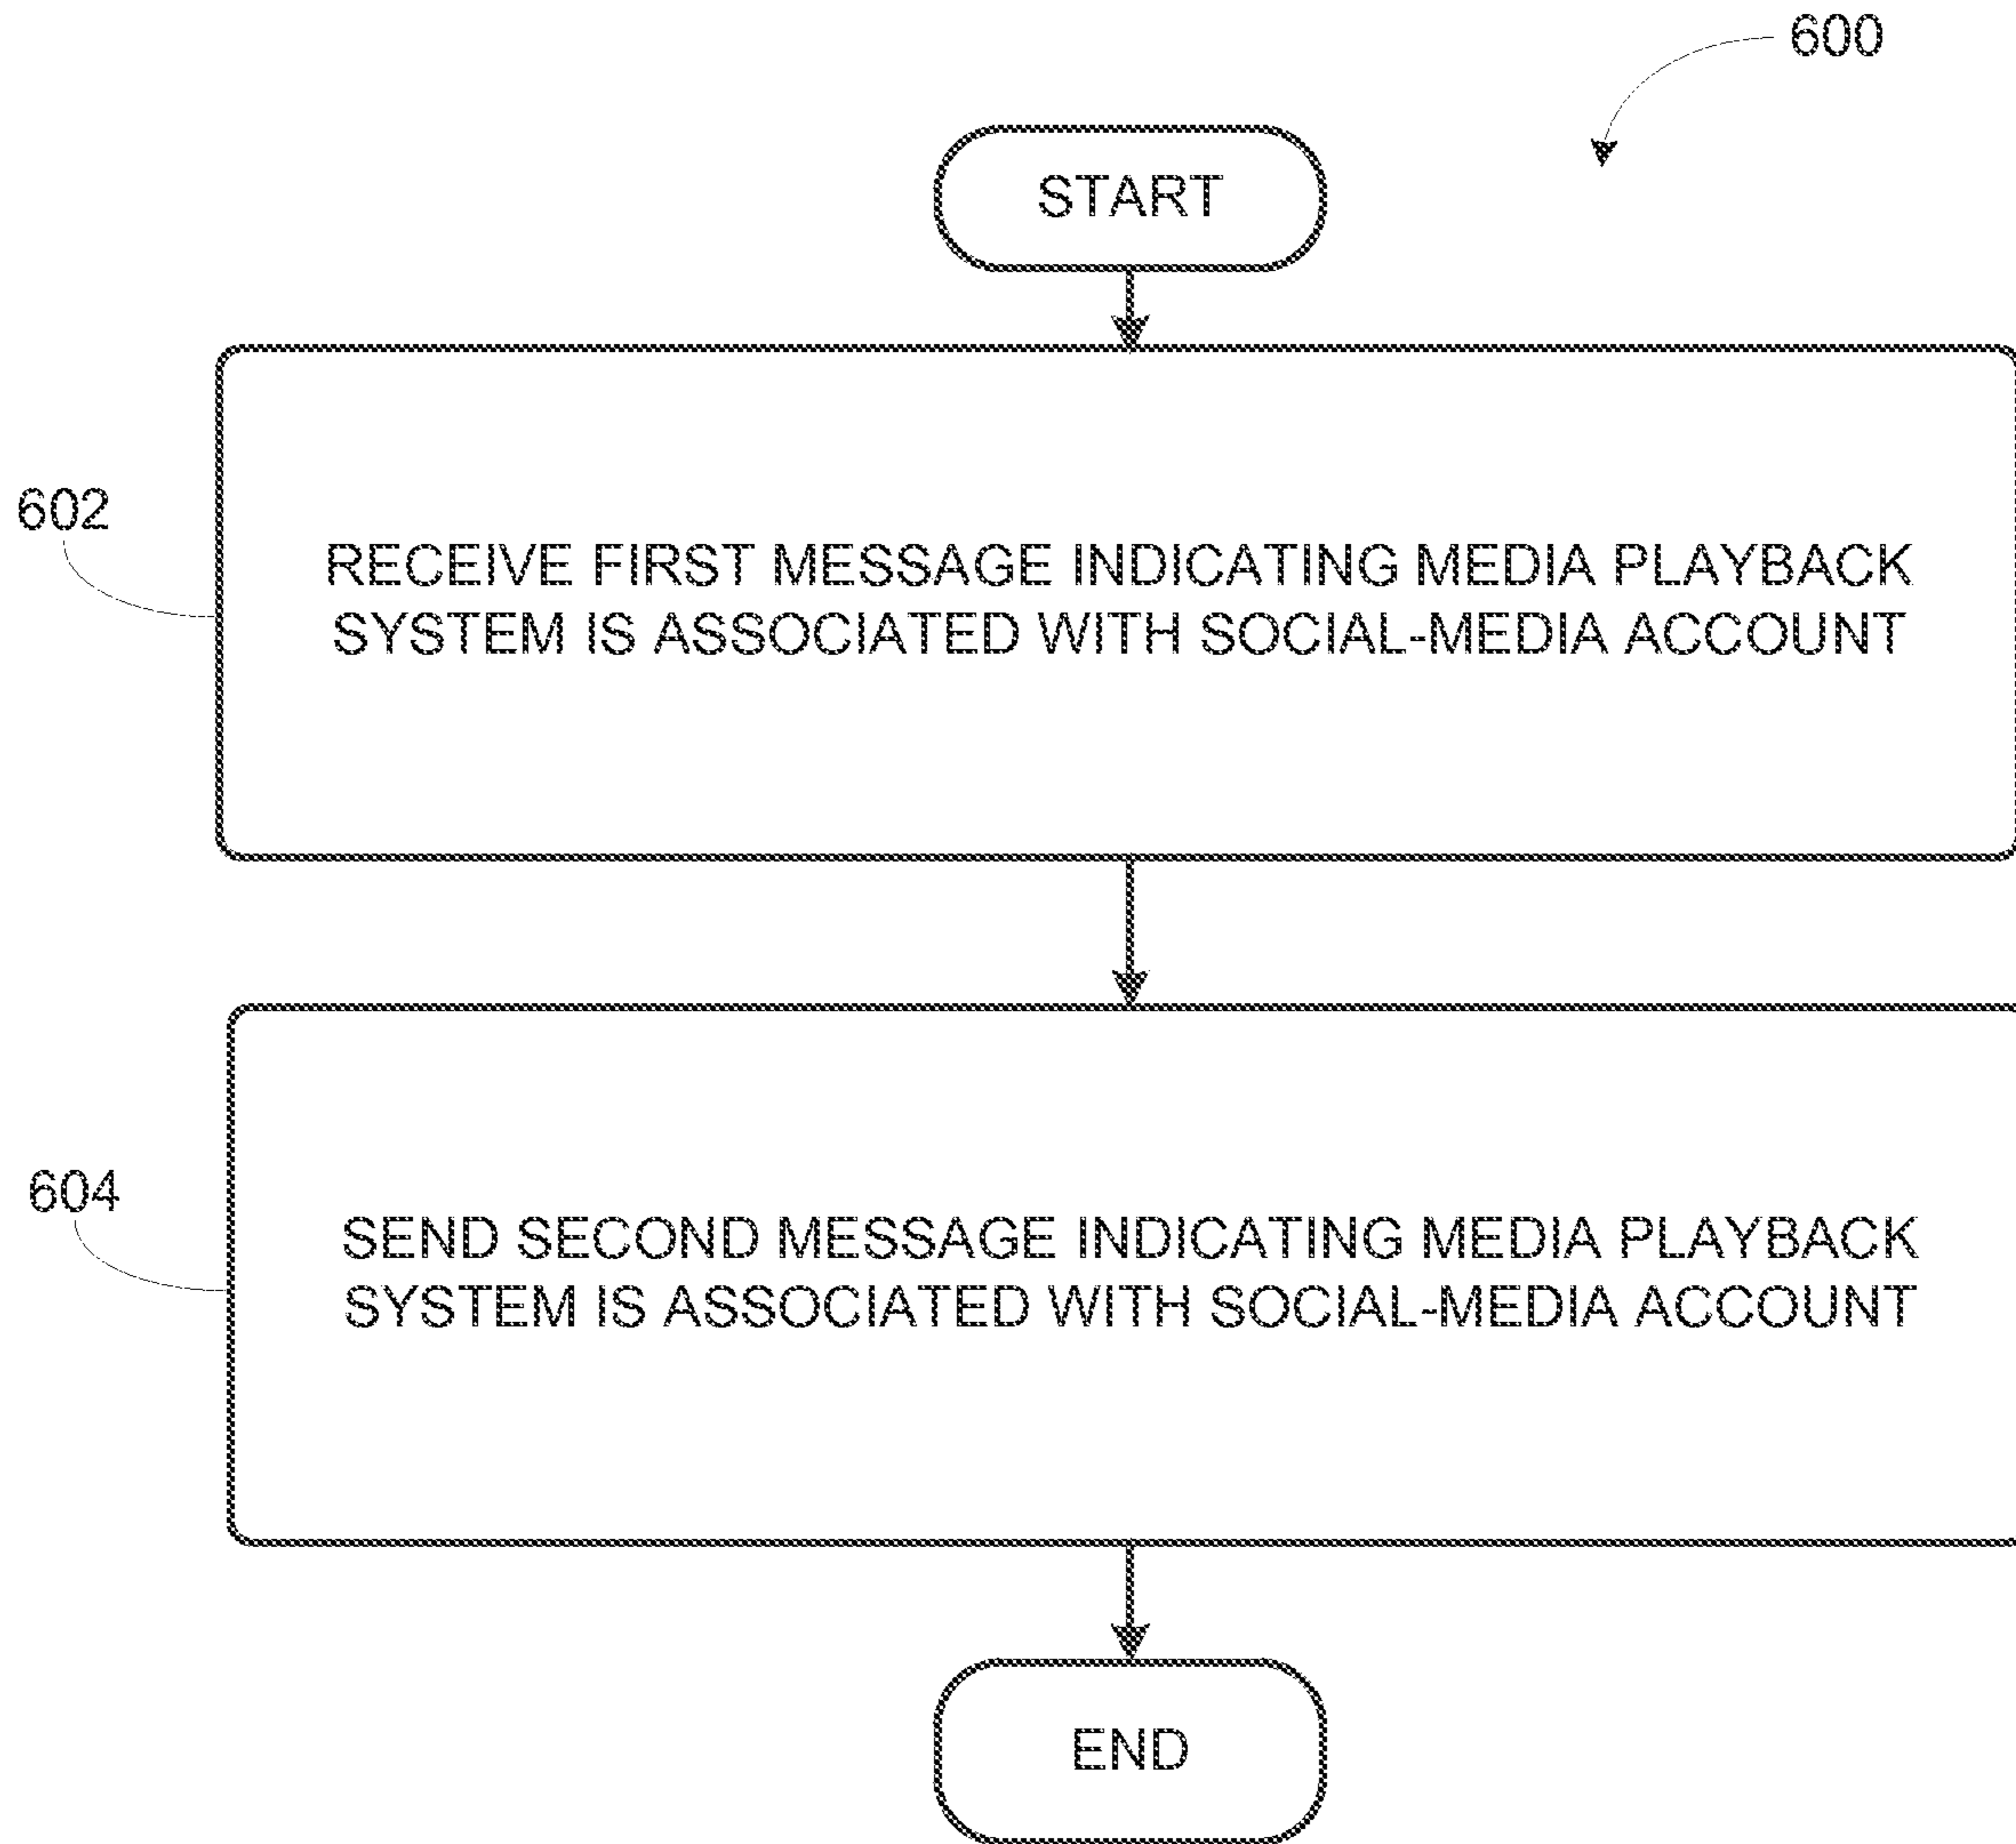 600
START
602
RECEIVE FIRST MESSAGE INDICATING MEDIA PLAYBACK
SYSTEM IS ASSOCIATED WITH SOCIAL-MEDIA ACCOUNT
604
SEND SECOND MESSAGE INDICATING MEDIA PLAYBACK
SYSTEM IS ASSOCIATED WITH SOCIAL-MEDIA ACCOUNT
END